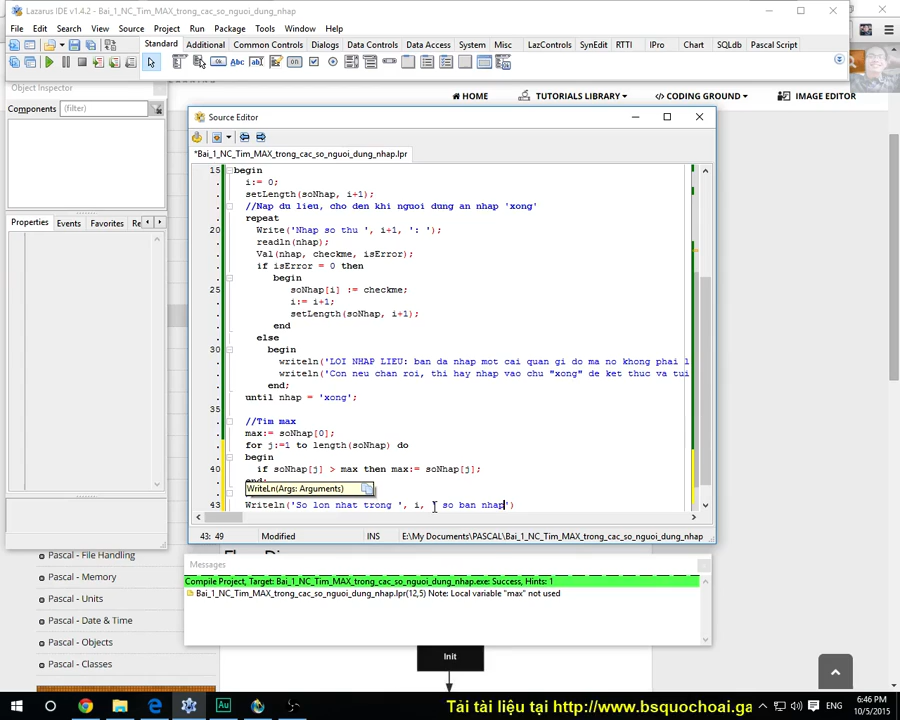 Lazarus IDE v1.4.2 - Bai_1_NC_Tim_MAX_trong_cac_so_nguoi_dung_nhap
File Edit Search View Source Project Run Package Tools Window Help
Standard Additional Common Controls Dialogs Data Controls Data Access System Misc LazControls SynEdit RTTI IPro Chart SQLdb Pascal Script
Object Inspector
Components (filter)
Properties Events Favorites Re
HOME TUTORIALS LIBRARY CODING GROUND IMAGE EDITOR
Source Editor
*Bai_1_NC_Tim_MAX_trong_cac_so_nguoi_dung_nhap.lpr
15 begin
i:= 0;
setLength(soNhap, i+1);
//Nap du lieu, cho den khi nguoi dung an nhap 'xong'
repeat
20 Write('Nhap so thu ', i+1, ': ');
readln(nhap);
Val(nhap, checkme, isError);
if isError = 0 then
begin
25 soNhap[i] := checkme;
i:= i+1;
setLength(soNhap, i+1);
end
else
30 begin
writeln('LOI NHAP LIEU: ban da nhap mot cai quan gi do ma no khong phai l
writeln('Con neu chan roi, thi hay nhap vao chu "xong" de ket thuc va tui
end;
until nhap = 'xong';
35
//Tim max
max:= soNhap[0];
for j:=1 to length(soNhap) do
begin
40 if soNhap[j] > max then max:= soNhap[j];
end;
WriteLn(Args: Arguments)
43 Writeln('So lon nhat trong ', i, ' so ban nhap')
43: 49 Modified INS E:\My Documents\PASCAL\Bai_1_NC_Tim_MAX_trong_cac_so_nguoi_dung_nhap
Messages
Compile Project, Target: Bai_1_NC_Tim_MAX_trong_cac_so_nguoi_dung_nhap.exe: Success, Hints: 1
Bai_1_NC_Tim_MAX_trong_cac_so_nguoi_dung_nhap.lpr(12,5) Note: Local variable "max" not used
Pascal - File Handling
Pascal - Memory
Pascal - Units
Pascal - Date & Time
Pascal - Objects
Pascal - Classes
Init
Tải tài liệu tại http://www.bsquochoai.ga
ENG
6:46 PM
10/5/2015